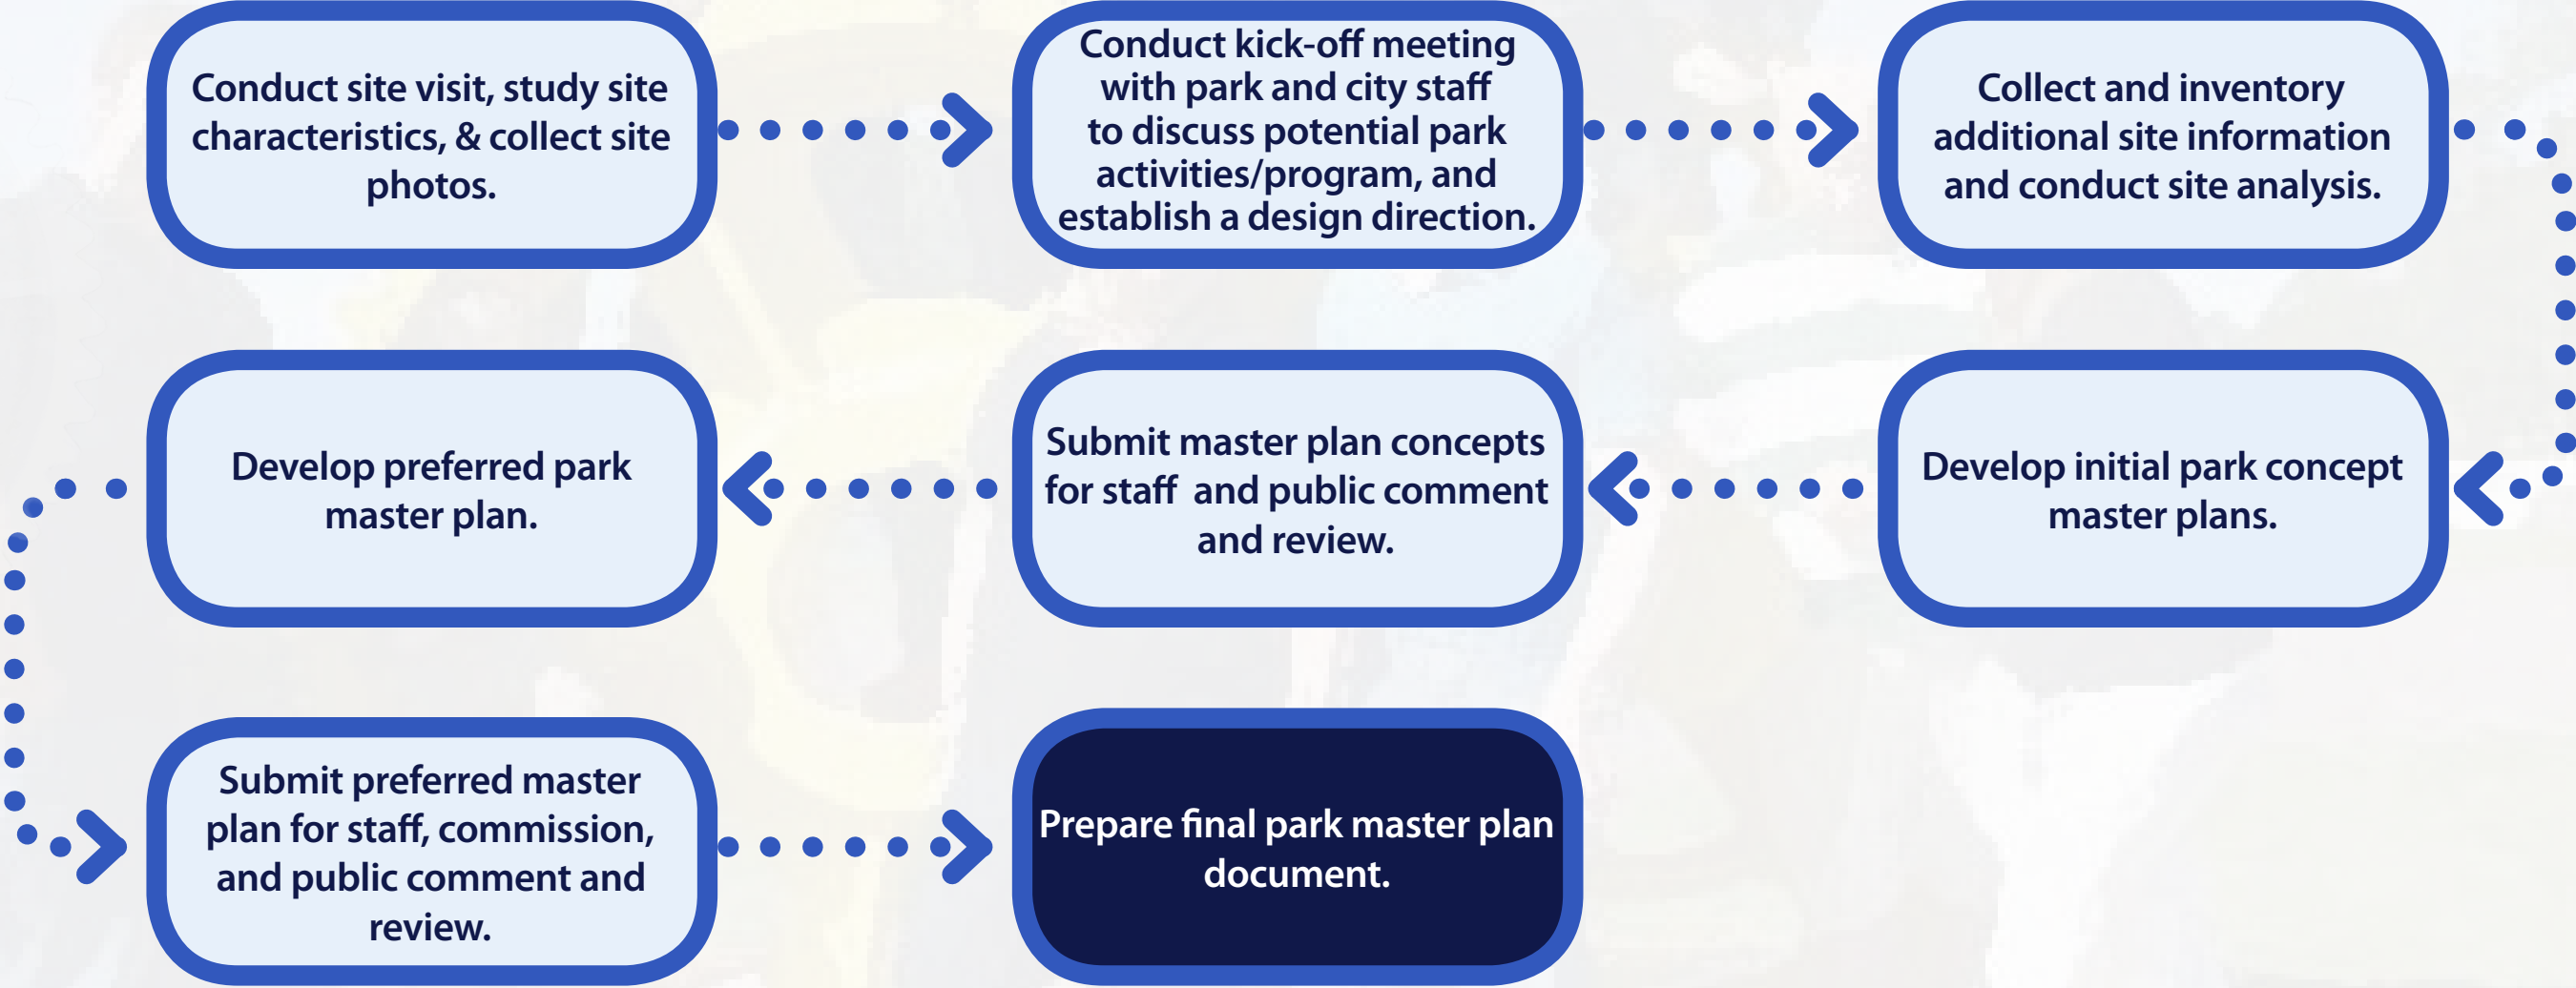 Conduct site visit, study site
characteristics, & collect site
photos.
Conduct kick-off meeting
with park and city staff
to discuss potential park
activities/program, and
establish a design direction.
Collect and inventory
additional site information
and conduct site analysis.
Develop initial park concept
master plans.
Submit master plan concepts
for staff  and public comment
and review.
Develop preferred park
master plan.
Submit preferred master
plan for staff, commission,
and public comment and
review.
Prepare final park master plan
document.